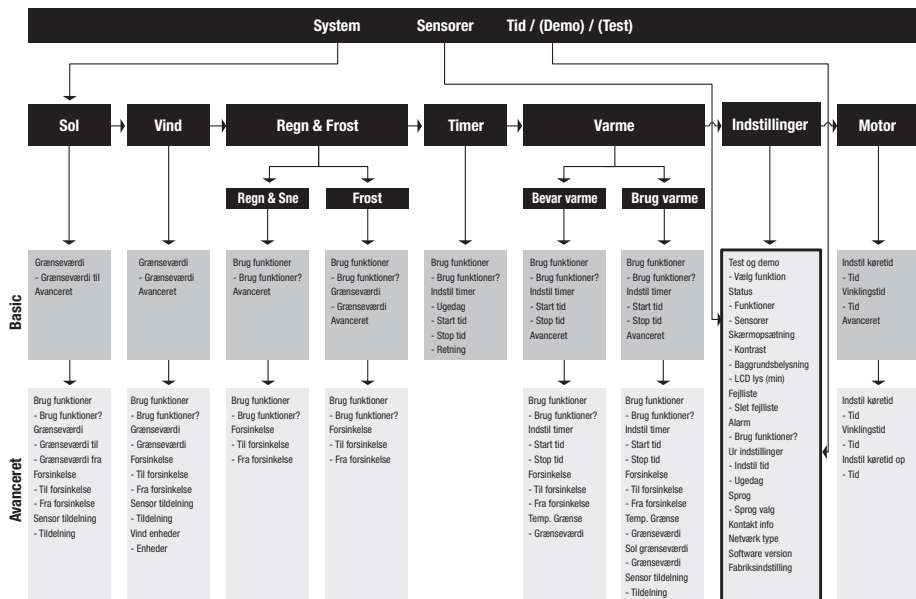 System
Sensorer
Tid / (Demo) / (Test)
Sol
Vind
Regn & Frost
Timer
Varme
Indstillinger
Motor
Regn & Sne
Frost
Bevar varme
Brug varme
Basic
Grænseværdi
- Grænseværdi til
Avanceret
Grænseværdi
- Grænseværdi
Avanceret
Brug funktioner
- Brug funktioner?
Avanceret
Brug funktioner
- Brug funktioner?
Grænseværdi
- Grænseværdi
Avanceret
Brug funktioner
- Brug funktioner?
Indstil timer
- Ugedag
- Start tid
- Stop tid
- Retning
Brug funktioner
- Brug funktioner?
Indstil timer
- Start tid
- Stop tid
Avanceret
Brug funktioner
- Brug funktioner?
Indstil timer
- Start tid
- Stop tid
Avanceret
Test og demo
- Vælg funktion
Status
- Funktioner
- Sensorer
Skærmopsætning
- Kontrast
- Baggrundsbelysning
- LCD lys (min)
Fejlliste
- Slet fejlliste
Alarm
- Brug funktioner?
Ur indstillinger
- Indstil tid
- Ugedag
Sprog
- Sprog valg
Kontakt info
Netværk type
Software version
Fabriksindstilling
Indstil køretid
- Tid
Vinklingstid
- Tid
Avanceret
Avanceret
Brug funktioner
- Brug funktioner?
Grænseværdi
- Grænseværdi til
- Grænseværdi fra
Forsinkelse
- Til forsinkelse
- Fra forsinkelse
Sensor tildelning
- Tildelning
Brug funktioner
- Brug funktioner?
Grænseværdi
- Grænseværdi
Forsinkelse
- Til forsinkelse
- Fra forsinkelse
Sensor tildelning
- Tildelning
Vind enheder
- Enheder
Brug funktioner
- Brug funktioner?
Forsinkelse
- Til forsinkelse
- Fra forsinkelse
Brug funktioner
- Brug funktioner?
Forsinkelse
- Til forsinkelse
- Fra forsinkelse
Brug funktioner
- Brug funktioner?
Indstil timer
- Start tid
- Stop tid
Forsinkelse
- Til forsinkelse
- Fra forsinkelse
Temp. Grænse
- Grænseværdi
Brug funktioner
- Brug funktioner?
Indstil timer
- Start tid
- Stop tid
Forsinkelse
- Til forsinkelse
- Fra forsinkelse
Temp. Grænse
- Grænseværdi
Sol grænseværdi
- Grænseværdi
Sensor tildelning
- Tildelning
Indstil køretid
- Tid
Vinklingstid
- Tid
Indstil køretid op
- Tid